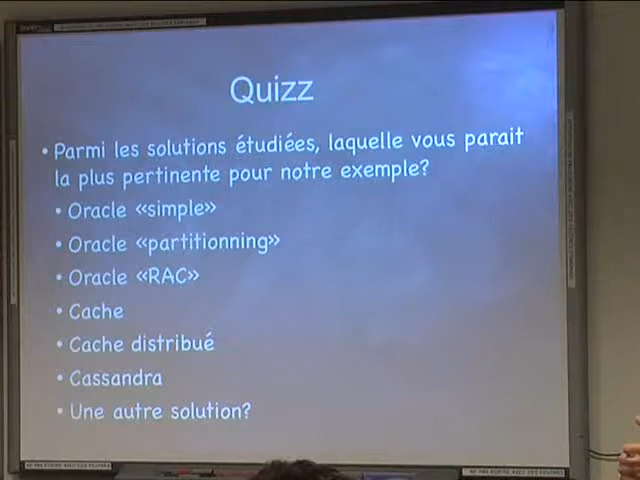 Quizz
• Parmi les solutions étudiées, laquelle vous parait
la plus pertinente pour notre exemple?
• Oracle «simple»
• Oracle «partitionning»
• Oracle «RAC»
• Cache
• Cache distribué
• Cassandra
• Une autre solution?